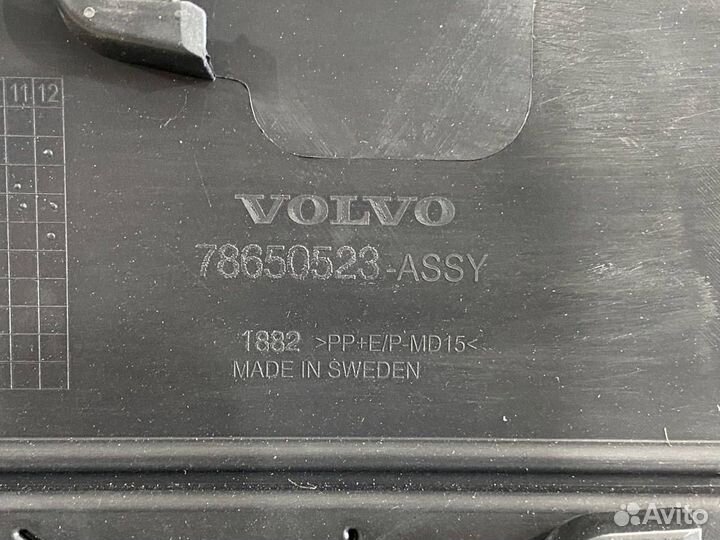 11 12
VOLVO
78650523-ASSY
1882 >PP+E/P-MD15<
MADE IN SWEDEN
Avito